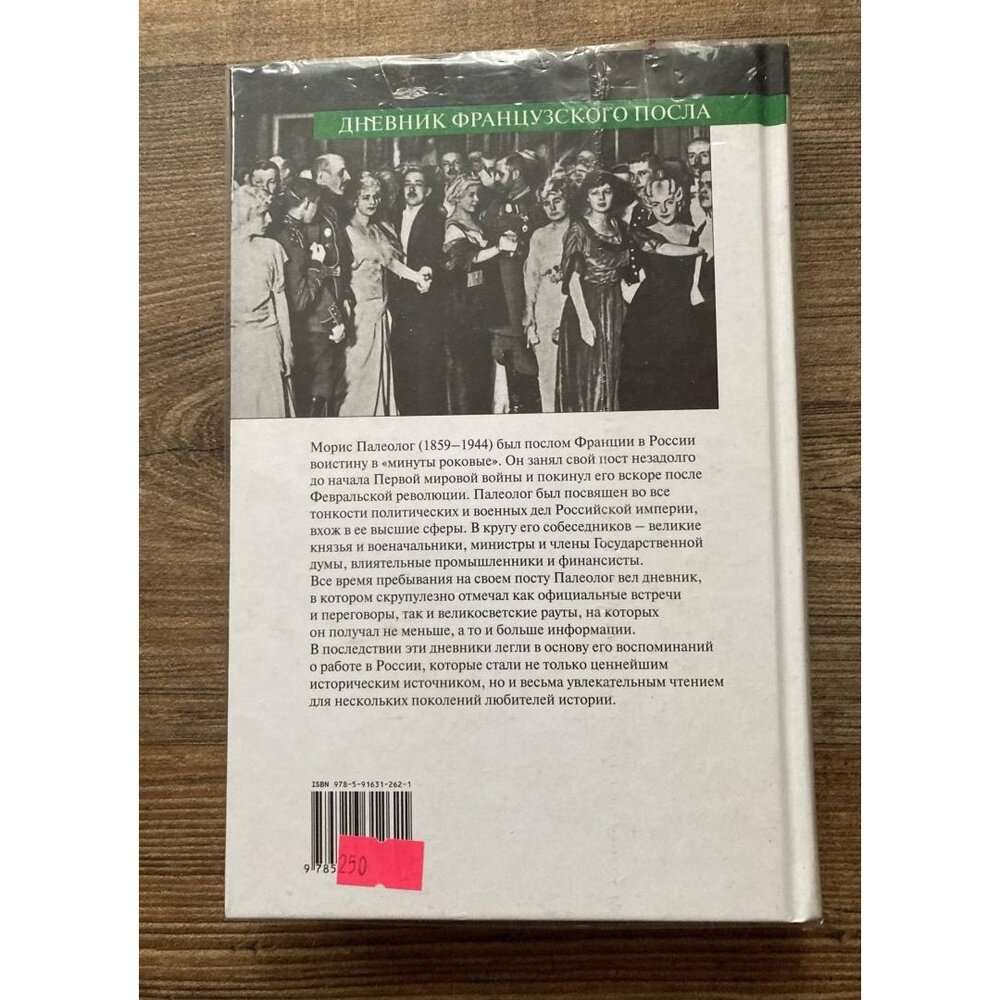 ДНЕВНИК ФРАНЦУЗСКОГО ПОСЛА
Морис Палеолог (1859–1944) был послом Франции в России
воистину в «минуты роковые». Он занял свой пост незадолго
до начала Первой мировой войны и покинул его вскоре после
Февральской революции. Палеолог был посвящен во все
тонкости политических и военных дел Российской империи,
вхож в ее высшие сферы. В кругу его собеседников – великие
князья и военачальники, министры и члены Государственной
думы, влиятельные промышленники и финансисты.
Все время пребывания на своем посту Палеолог вел дневник,
в котором скрупулезно отмечал как официальные встречи
и переговоры, так и великосветские рауты, на которых
он получал не меньше, а то и больше информации.
В последствии эти дневники легли в основу его воспоминаний
о работе в России, которые стали не только ценнейшим
историческим источником, но и весьма увлекательным чтением
для нескольких поколений любителей истории.
ISBN 978-5-91631-262-1
9 785
250